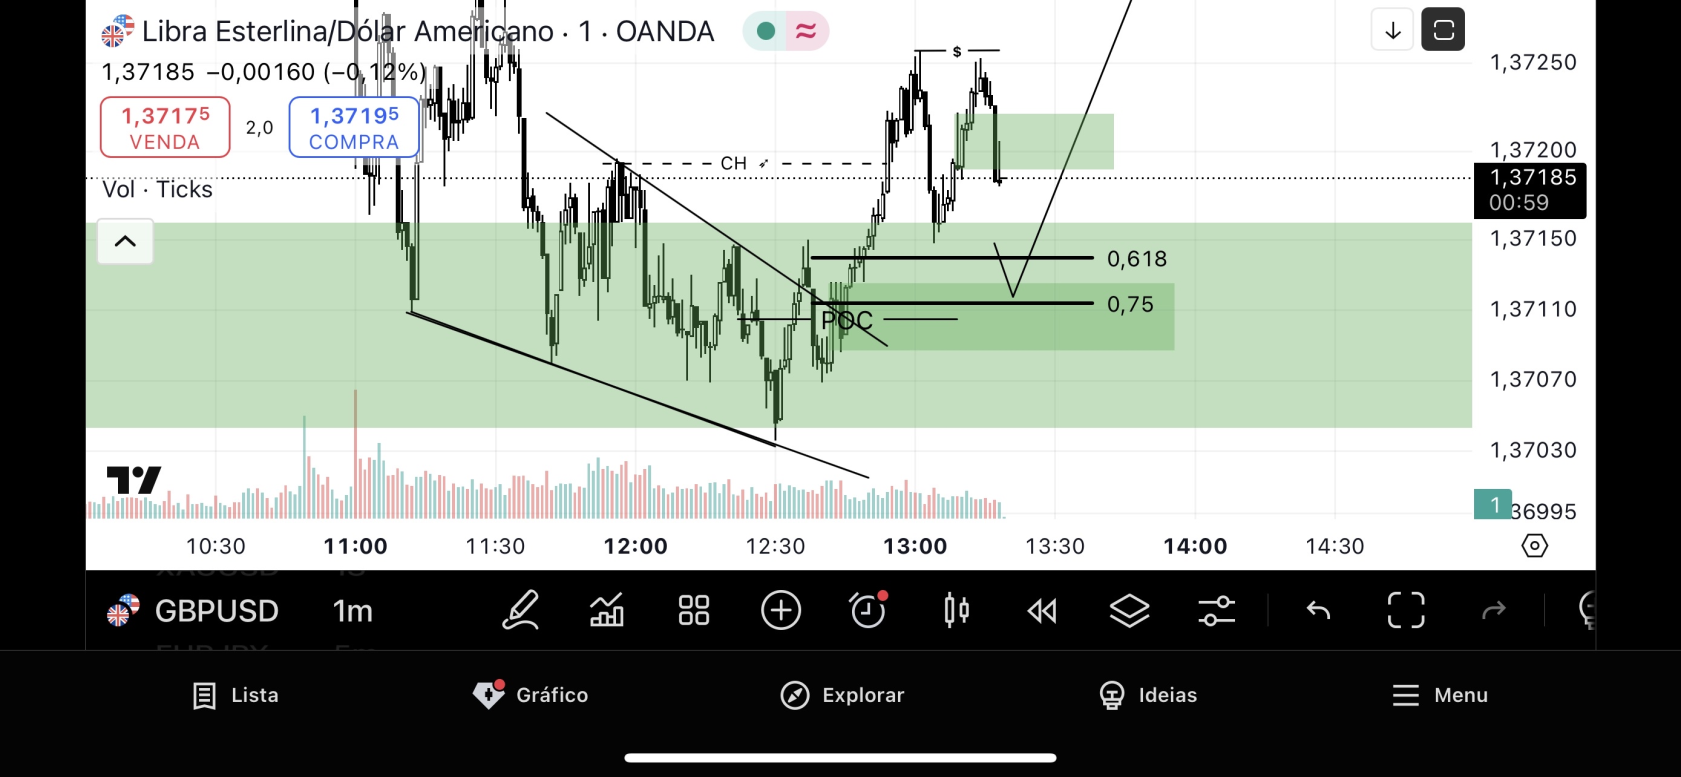 Libra Esterlina/Dólar Americano · 1 · OANDA
1,37185 −0,00160 (−0,12%)
1,37175
VENDA
2,0
1,37195
COMPRA
Vol · Ticks
$
CH
0,618
0,75
POC
1,37250
1,37200
1,37185
00:59
1,37150
1,37110
1,37070
1,37030
1
36995
10:30 11:00 11:30 12:00 12:30 13:00 13:30 14:00 14:30
XAUUSD
GBPUSD 1m
EURJPY 5m
Lista Gráfico Explorar Ideias Menu